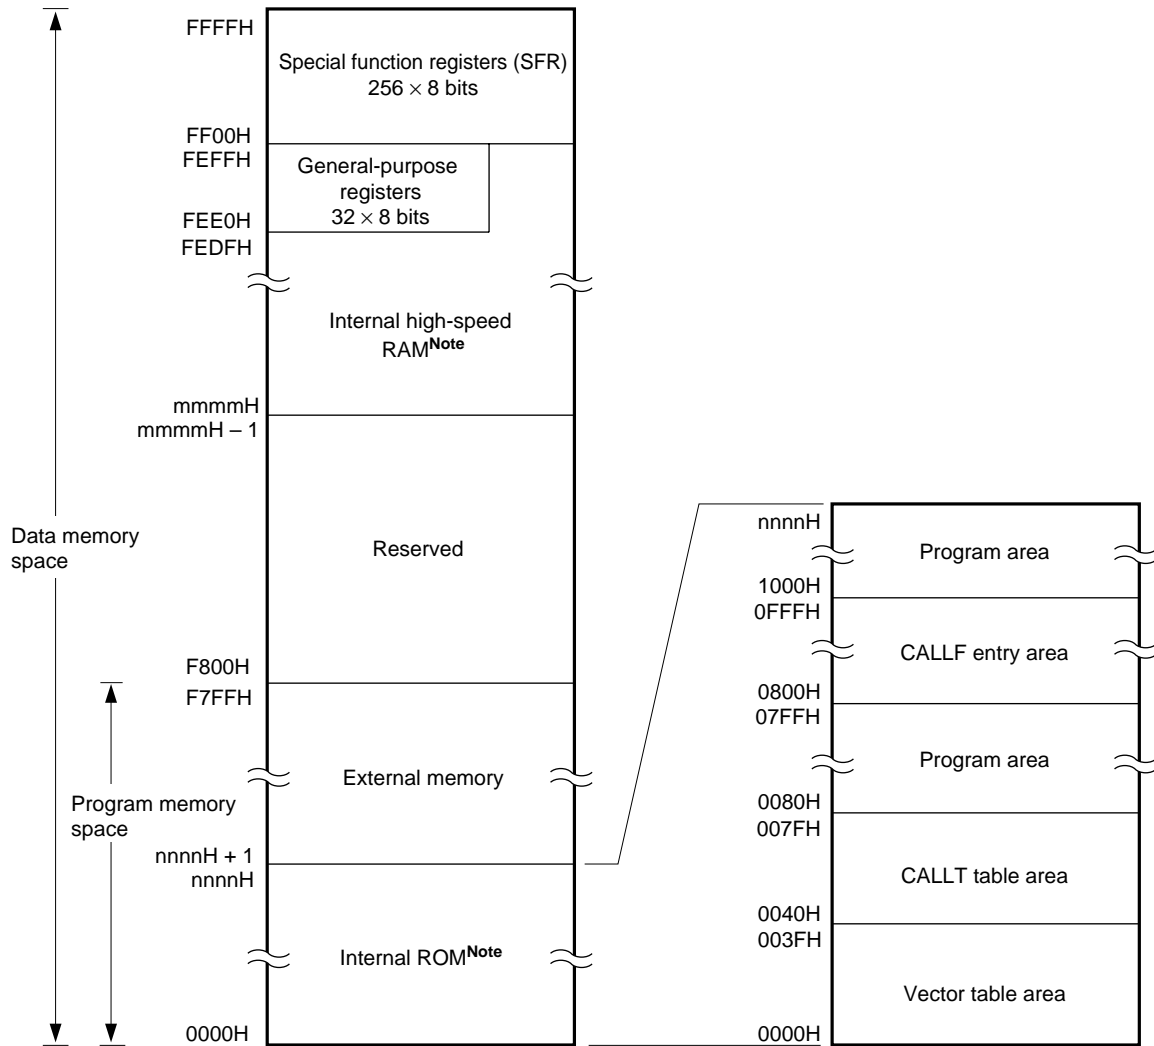 FFFFH
Special function registers (SFR)
256 × 8 bits
FF00H
FEFFH
General-purpose
registers
32 × 8 bits
FEE0H
FEDFH
Internal high-speed
RAMNote
mmmmH
mmmmH – 1
Data memory
space
Reserved
F800H
F7FFH
External memory
Program memory
space
nnnnH + 1
nnnnH
Internal ROMNote
0000H
nnnnH
Program area
1000H
0FFFH
CALLF entry area
0800H
07FFH
Program area
0080H
007FH
CALLT table area
0040H
003FH
Vector table area
0000H